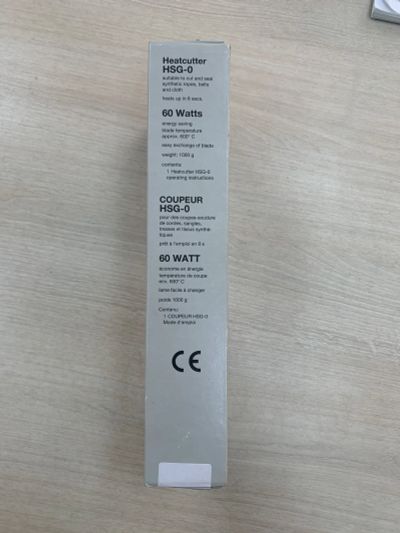 Heatcutter
HSG-0
suitable to cut and seal
synthetic ropes, belts
and cloth
heats up in 6 secs.
60 Watts
energy saving
blade temperature
approx. 600° C
easy exchange of blade
weight: 1000 g
contents:
1 Heatcutter HSG-0
operating instructions
COUPEUR
HSG-0
pour des coupes-soudure
de cordes, sangles,
tresses et tissus synthé-
tiques
prêt à l'emploi en 6 s
60 WATT
économe en énergie
température de coupe
env. 600° C
lame facile à changer
poids 1000 g
Contenu:
1 COUPEUR HSG-0
Mode d'emploi
CE